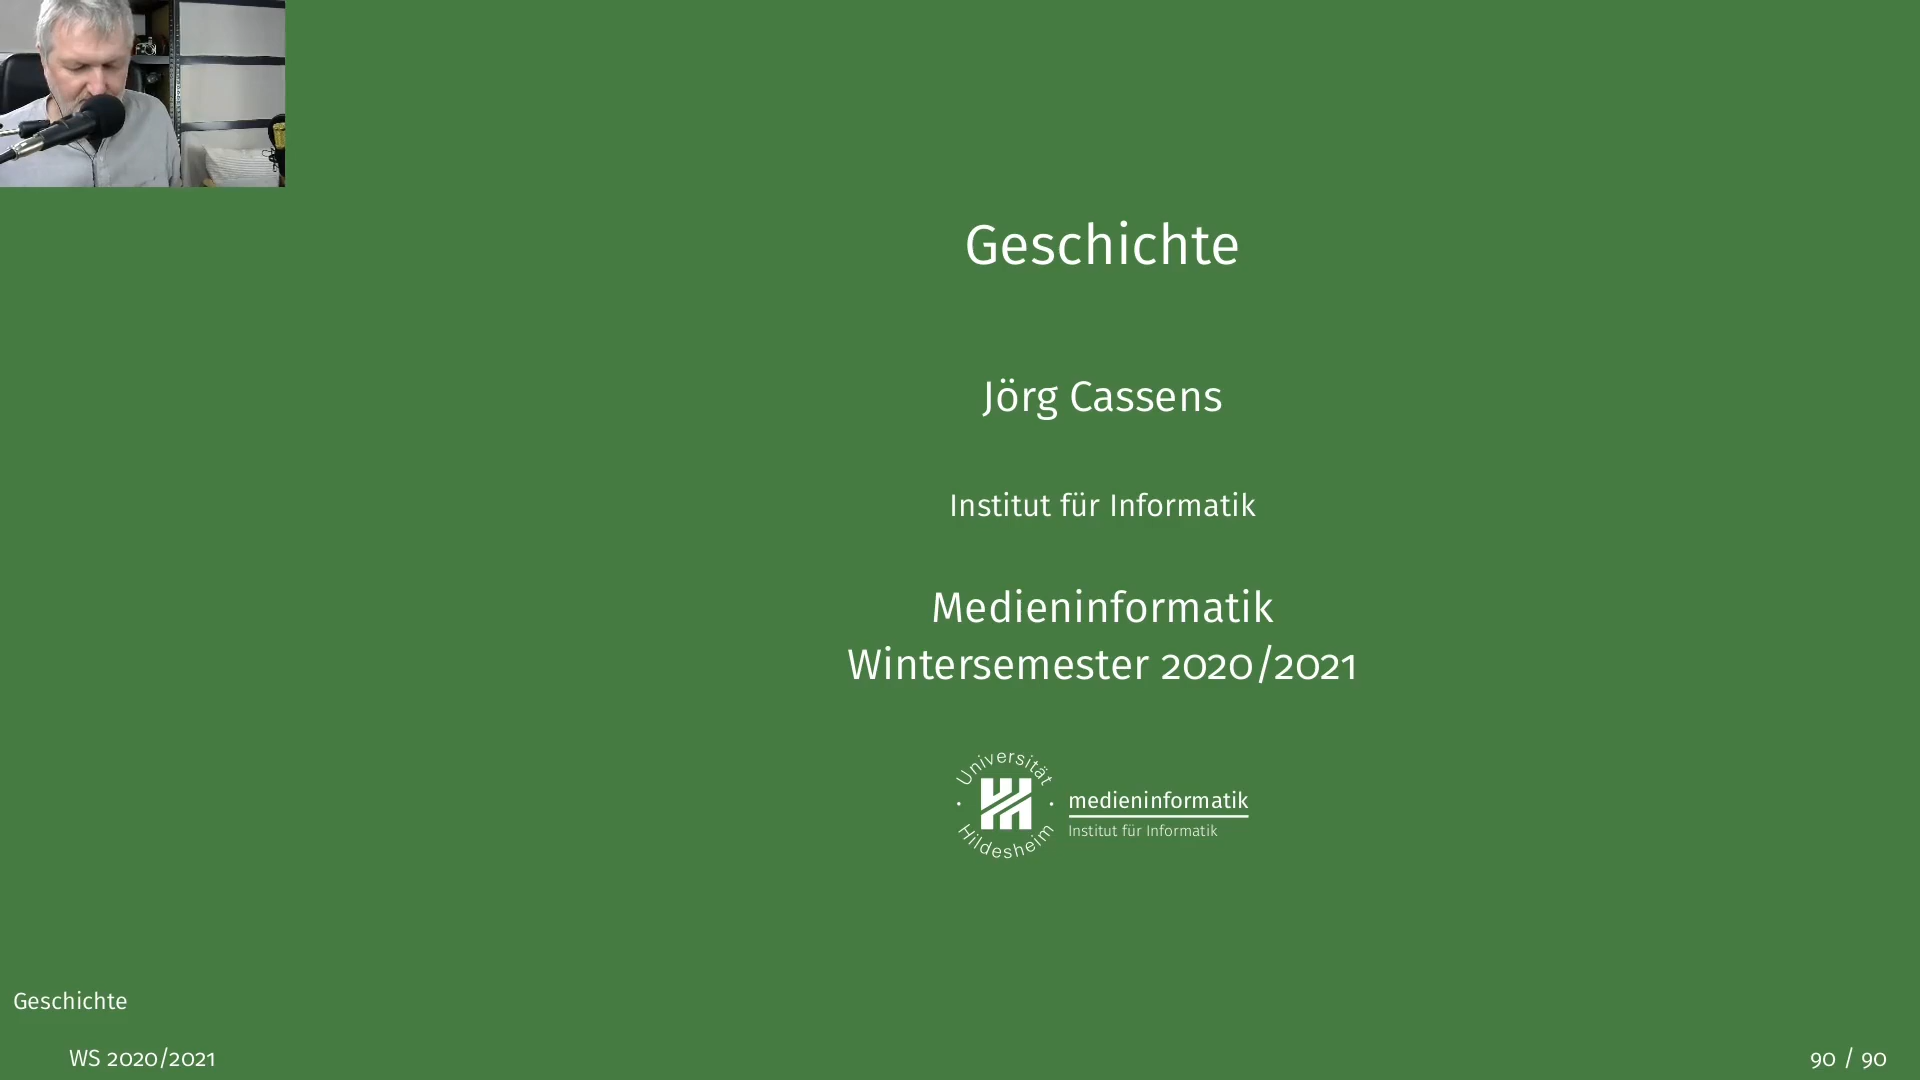 Geschichte
Jörg Cassens
Institut für Informatik
Medieninformatik
Wintersemester 2020/2021
Universität
Hildesheim
medieninformatik
Institut für Informatik
Geschichte
WS 2020/2021
90 / 90